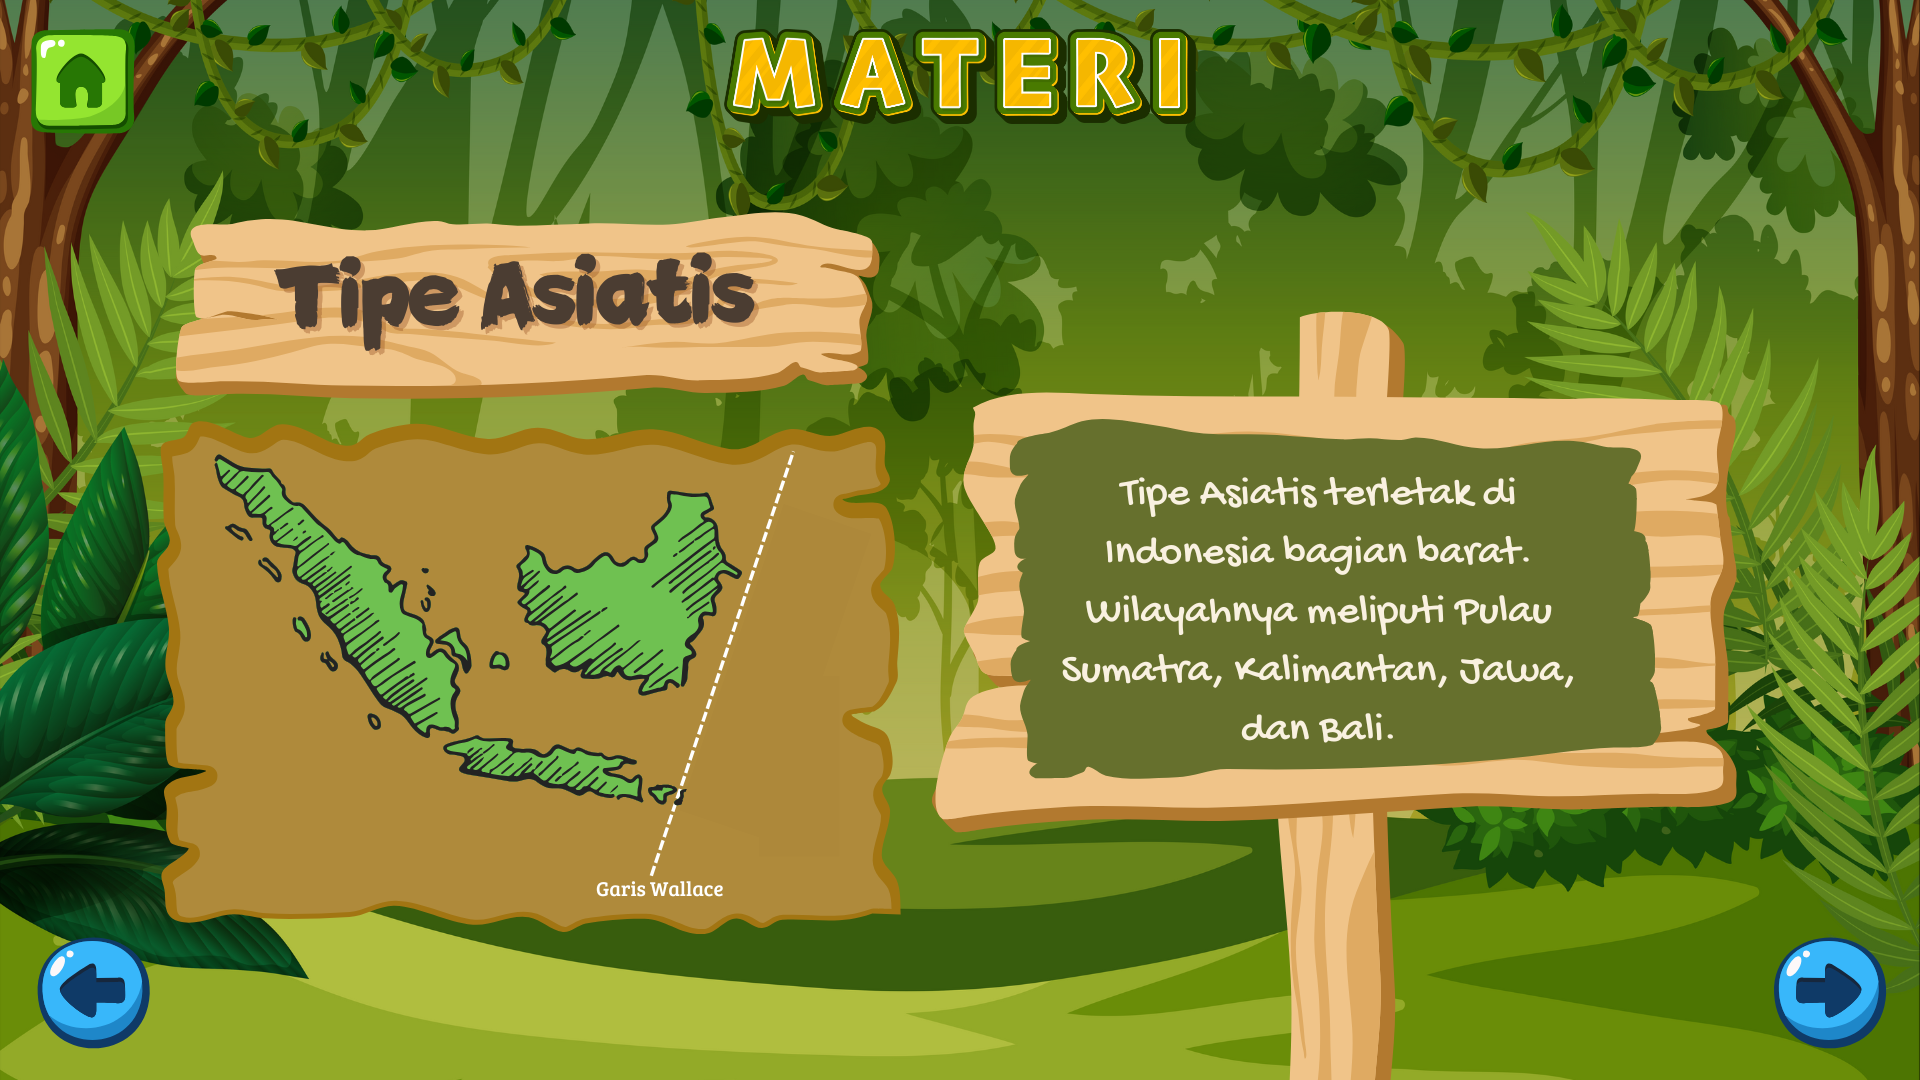 MATERI
Tipe Asiatis
Tipe Asiatis terletak di
Indonesia bagian barat.
Wilayahnya meliputi Pulau
Sumatra, Kalimantan, Jawa,
dan Bali.
Garis Wallace